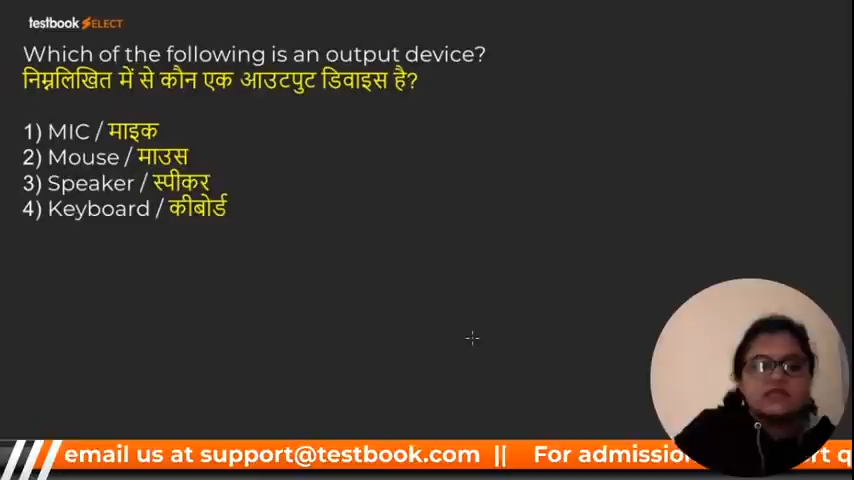 testbook SELECT
Which of the following is an output device?
निम्नलिखित में से कौन एक आउटपुट डिवाइस है?
1) MIC / माइक
2) Mouse / माउस
3) Speaker / स्पीकर
4) Keyboard / कीबोर्ड
email us at support@testbook.com || For admissio